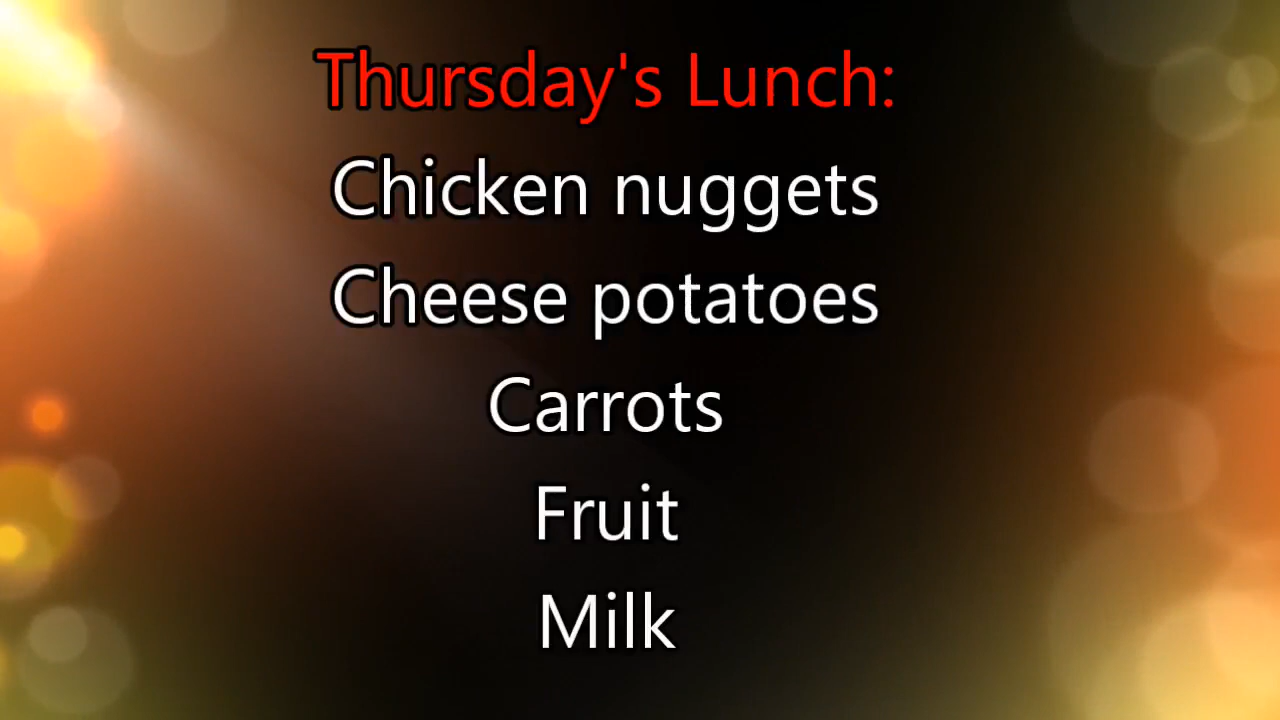 Thursday's Lunch:
Chicken nuggets
Cheese potatoes
Carrots
Fruit
Milk